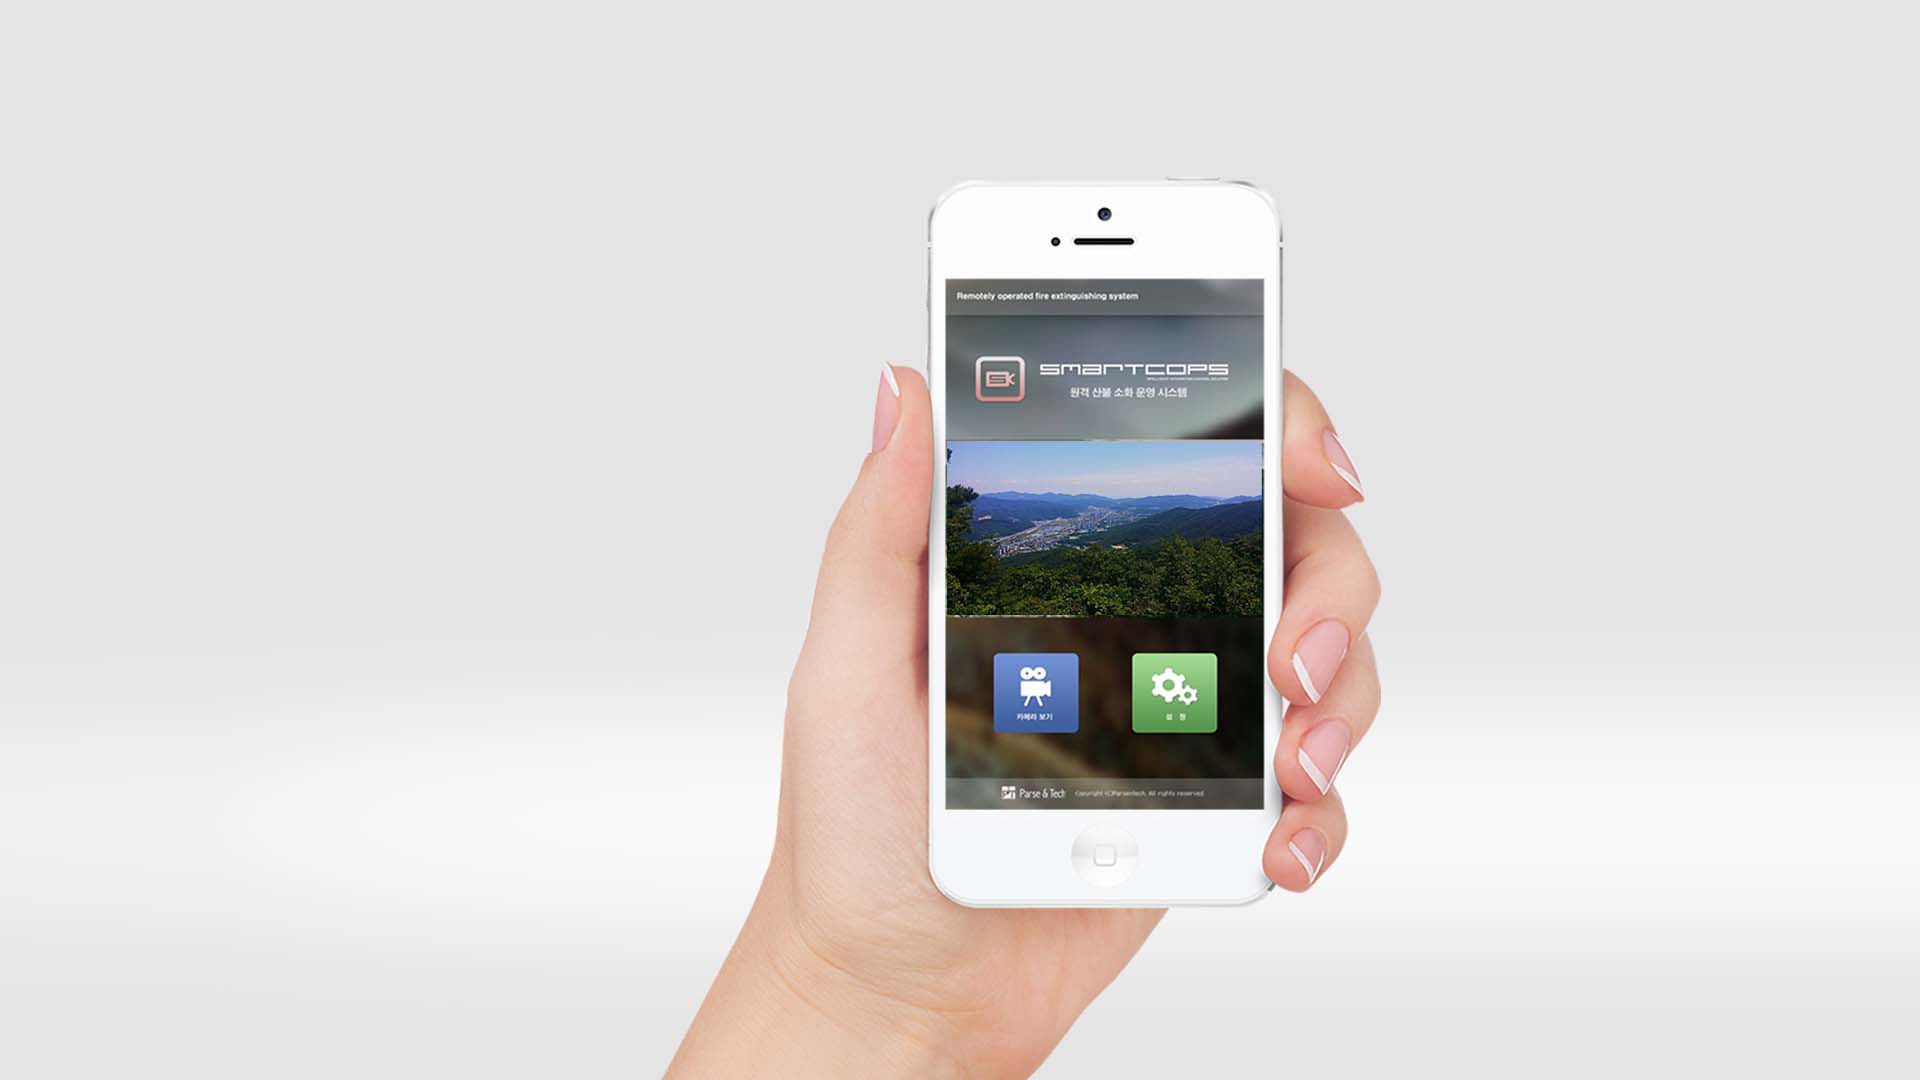 Remotely operated fire extinguishing system
SMARTCOPS
원격 산불 소화 운영 시스템
카메라 보기
설 정
Parse & Tech
Copyright (C)Parsentech. All rights reserved